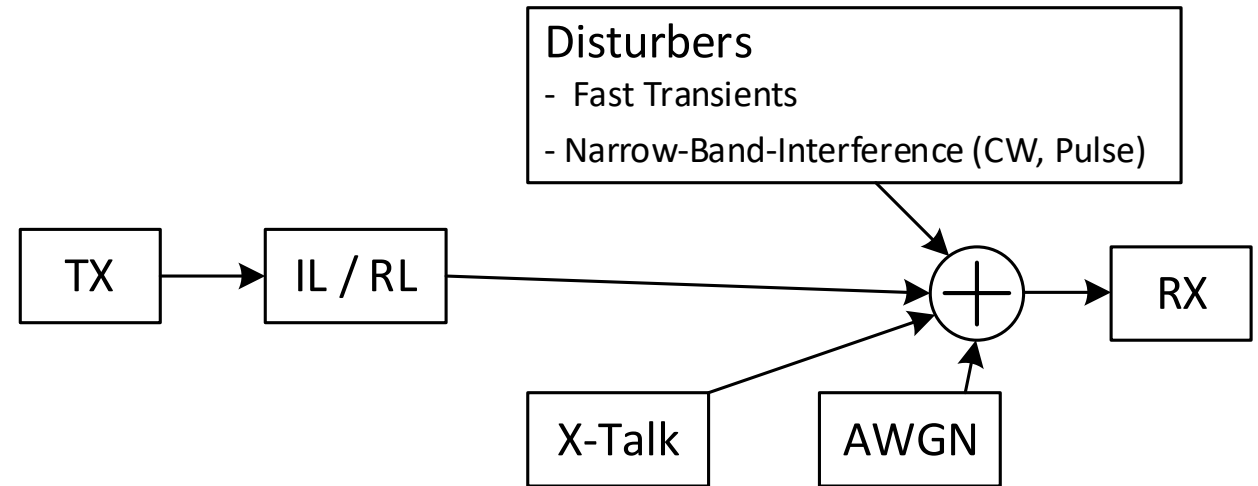 Disturbers
- Fast Transients
- Narrow-Band-Interference (CW, Pulse)
TX
IL / RL
RX
X-Talk
AWGN